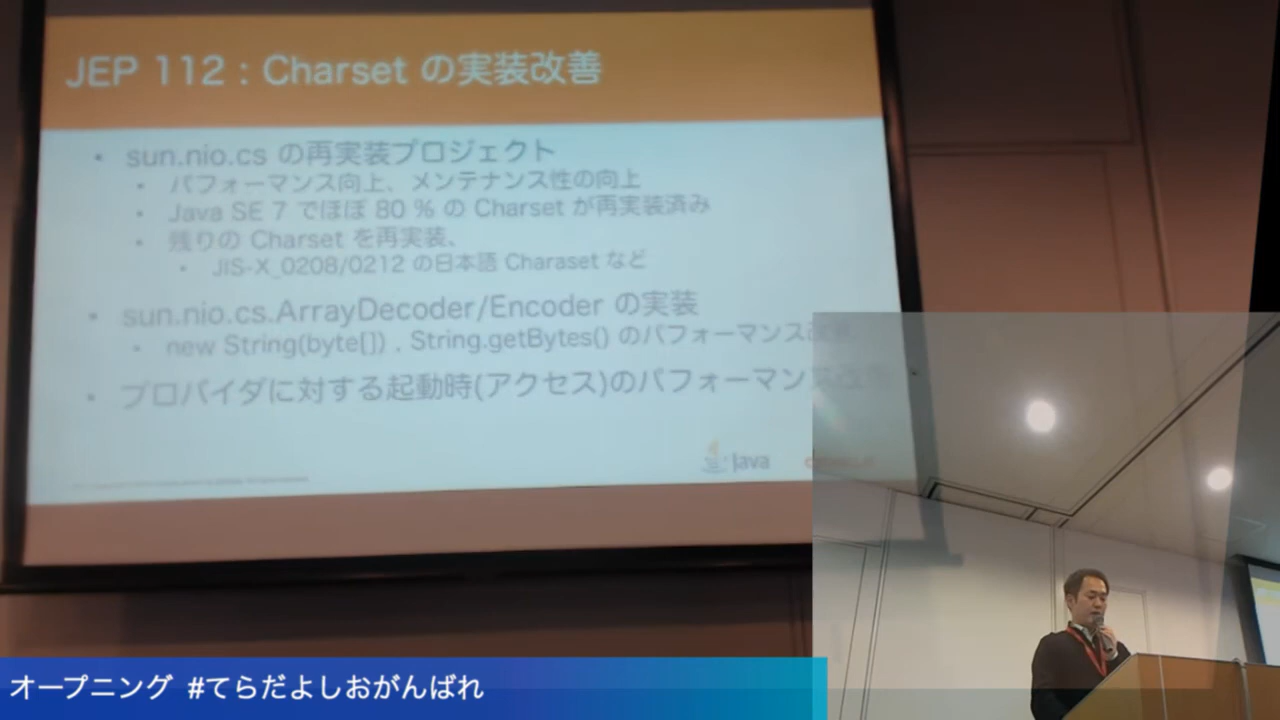 JEP 112 : Charset の実装改善
• sun.nio.cs の再実装プロジェクト
• パフォーマンス向上、メンテナンス性の向上
• Java SE 7 でほぼ 80 % の Charset が再実装済み
• 残りの Charset を再実装、
• JIS-X_0208/0212 の日本語 Charaset など
• sun.nio.cs.ArrayDecoder/Encoder の実装
• new String(byte[]) , String.getBytes() のパフォーマンス改善
• プロバイダに対する起動時(アクセス)のパフォーマンス改善
Java
ORACLE
オープニング #てらだよしおがんばれ